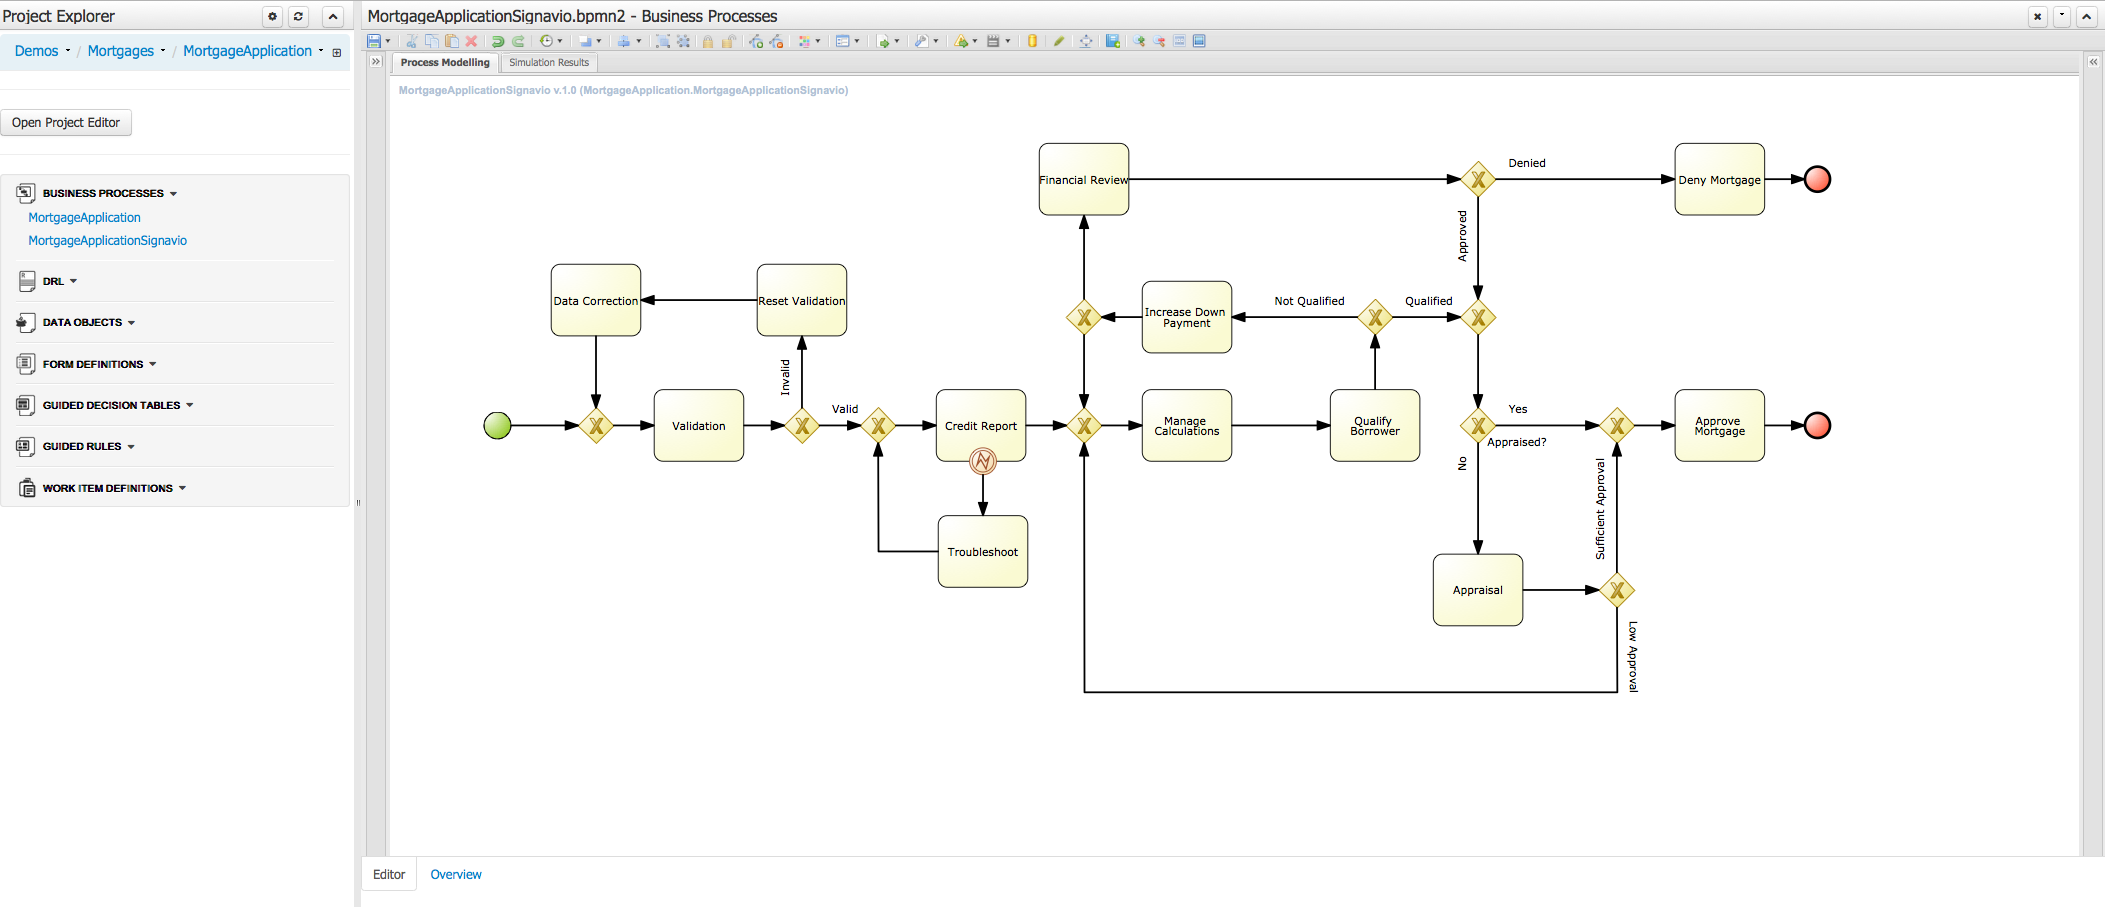 Project Explorer
Demos / Mortgages / MortgageApplication
Open Project Editor
BUSINESS PROCESSES
MortgageApplication
MortgageApplicationSignavio
DRL
DATA OBJECTS
FORM DEFINITIONS
GUIDED DECISION TABLES
GUIDED RULES
WORK ITEM DEFINITIONS
MortgageApplicationSignavio.bpmn2 - Business Processes
Process Modelling
Simulation Results
MortgageApplicationSignavio v.1.0 (MortgageApplication.MortgageApplicationSignavio)
Financial Review
Denied
Deny Mortgage
Approved
Data Correction
Reset Validation
Increase Down
Payment
Not Qualified
Qualified
Invalid
Validation
Valid
Credit Report
Manage
Calculations
Qualify
Borrower
Yes
Appraised?
No
Approve
Mortgage
Sufficient Approval
Troubleshoot
Appraisal
Low Approval
Editor
Overview